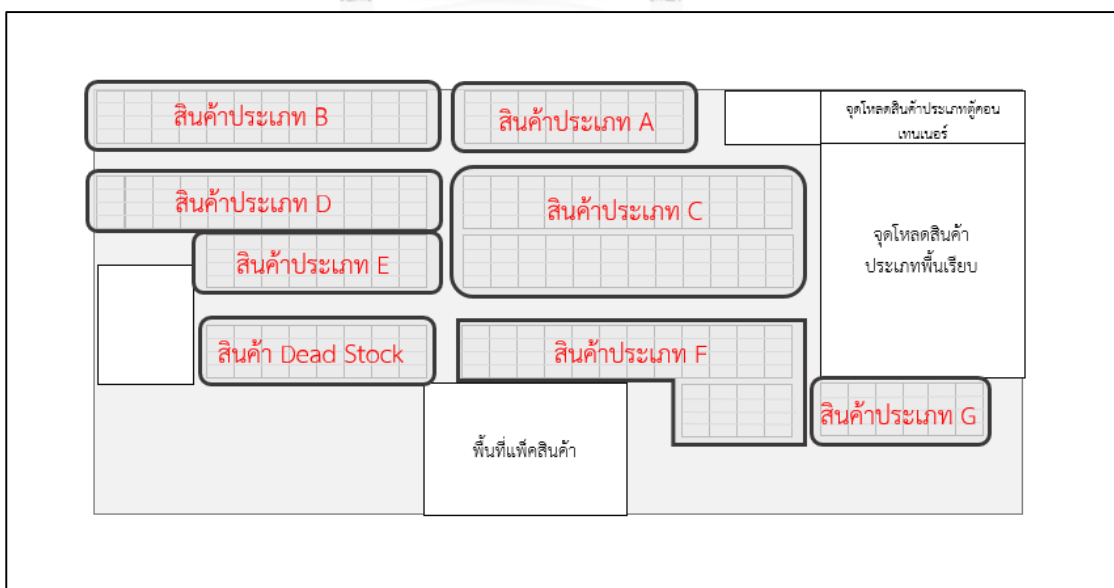 สินค้าประเภท B
สินค้าประเภท A
จุดโหลดสินค้าประเภทตู้คอน
เทนเนอร์
สินค้าประเภท D
สินค้าประเภท C
จุดโหลดสินค้า
ประเภทพื้นเรียบ
สินค้าประเภท E
สินค้า Dead Stock
สินค้าประเภท F
สินค้าประเภท G
พื้นที่แพ็คสินค้า